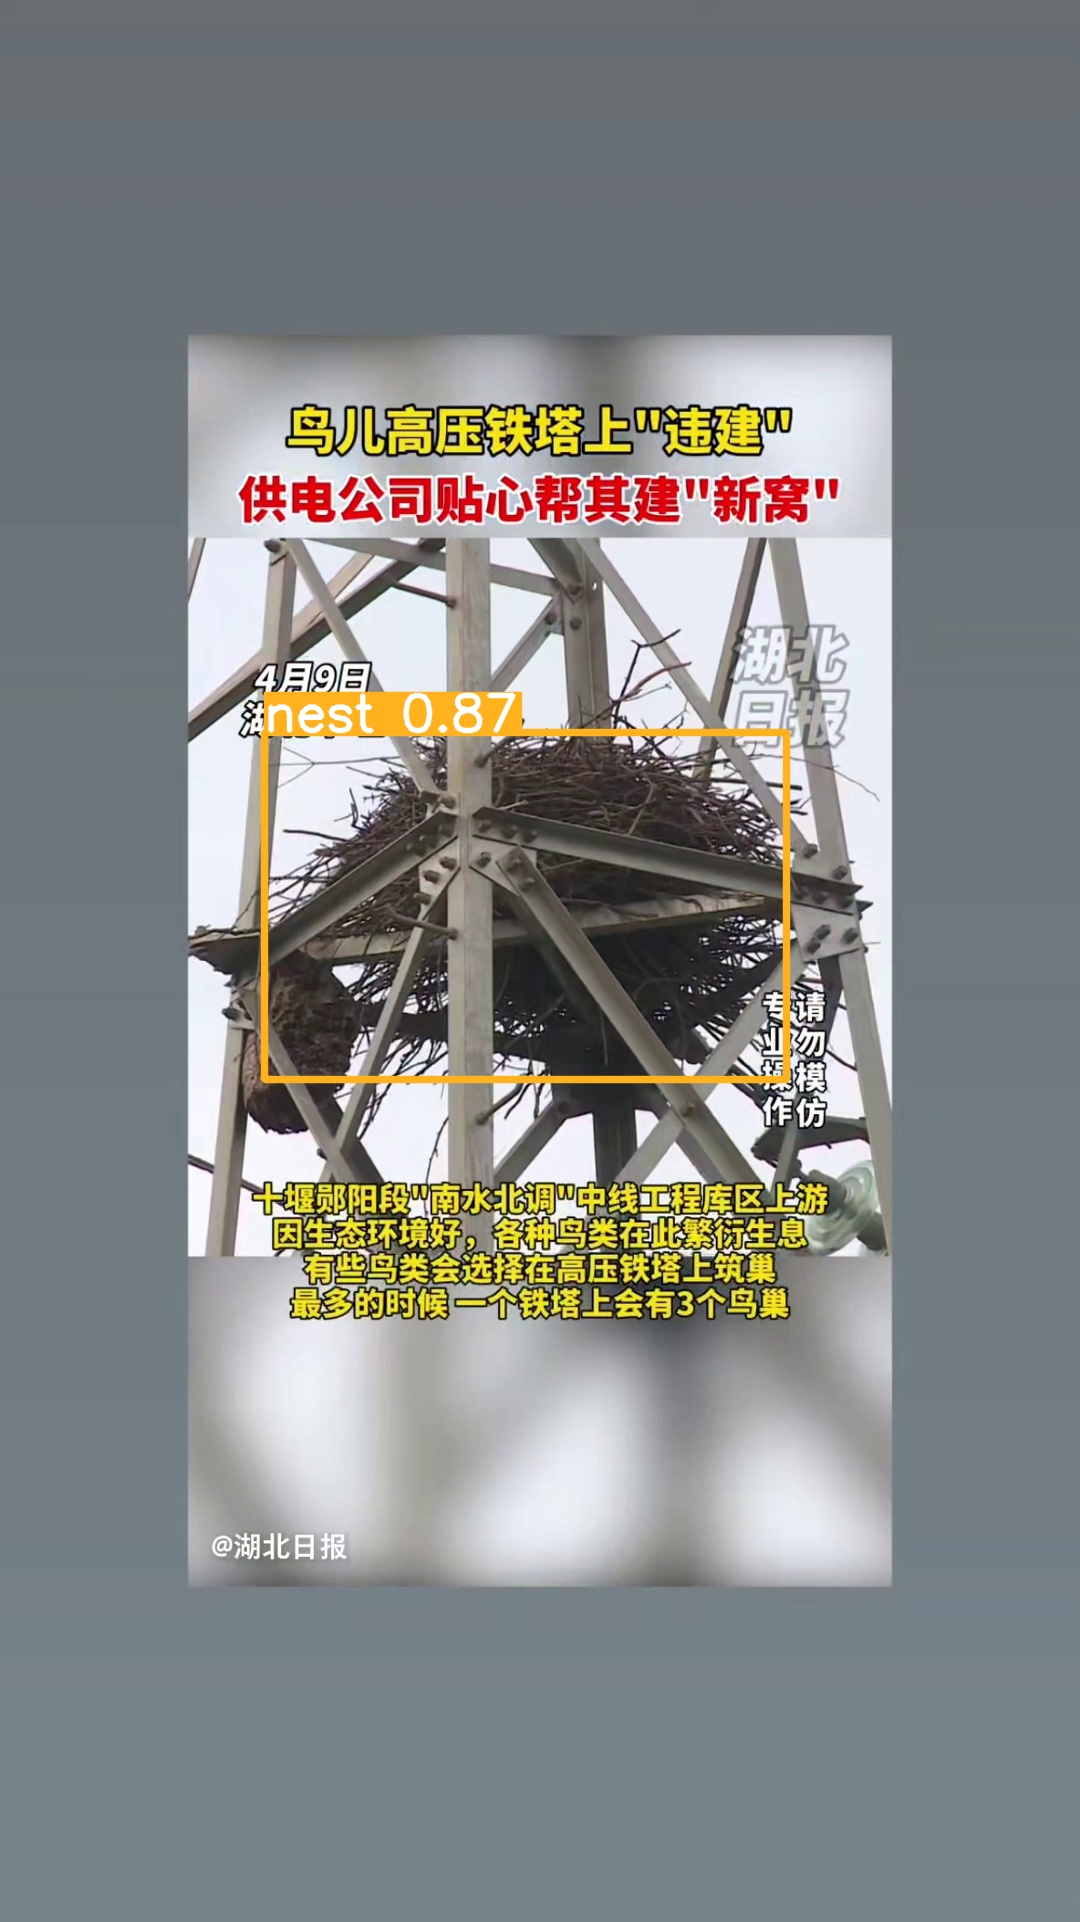 鸟儿高压铁塔上"违建"
供电公司贴心帮其建"新窝"
湖北
日报
4月9日
湖
nest 0.87
请勿模仿
专业操作
十堰郧阳段"南水北调"中线工程库区上游
因生态环境好，各种鸟类在此繁衍生息
有些鸟类会选择在高压铁塔上筑巢
最多的时候 一个铁塔上会有3个鸟巢
@湖北日报